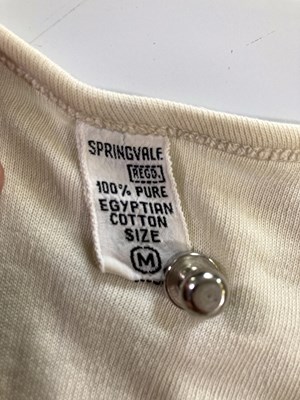 SPRINGVALE
REGD.
100% PURE
EGYPTIAN
COTTON
SIZE
M